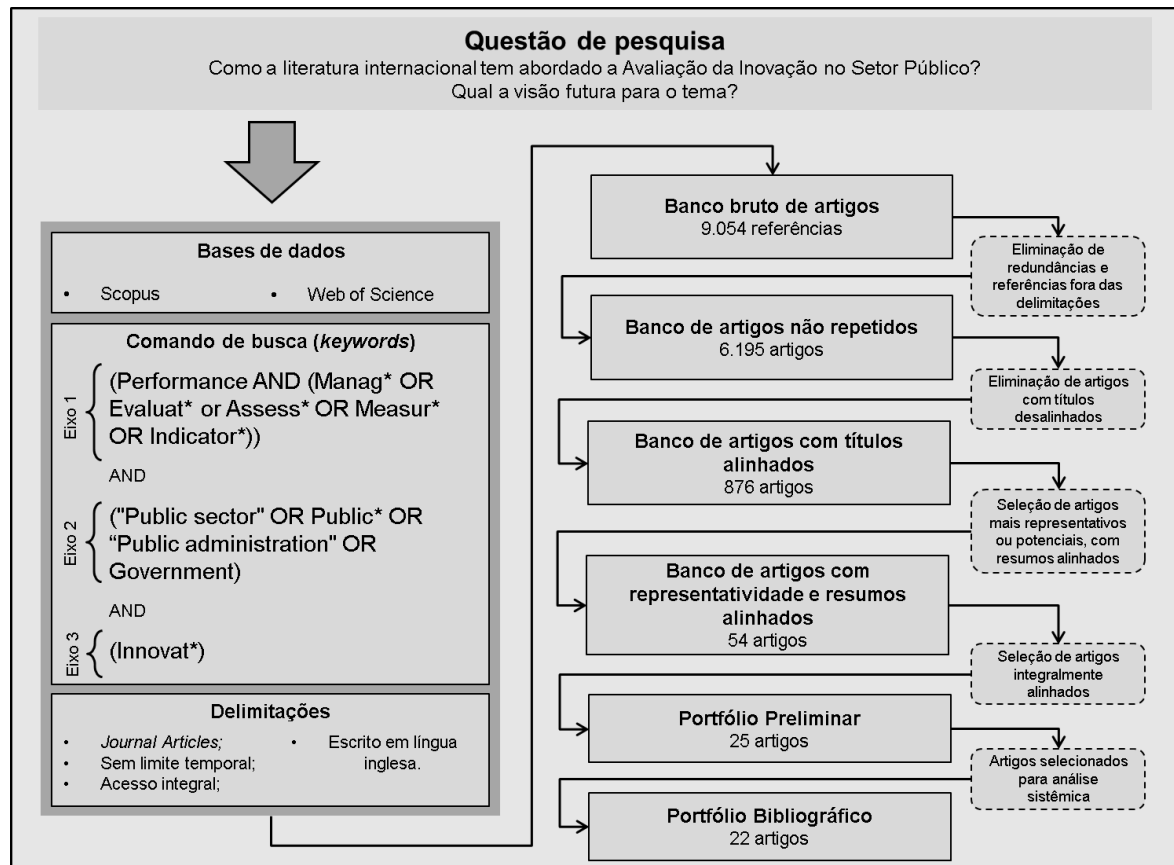 Questão de pesquisa
Como a literatura internacional tem abordado a Avaliação da Inovação no Setor Público?
Qual a visão futura para o tema?
Bases de dados
• Scopus
• Web of Science
Comando de busca (keywords)
Eixo 1
(Performance AND (Manag* OR
Evaluat* or Assess* OR Measur*
OR Indicator*))
AND
Eixo 2
("Public sector" OR Public* OR
“Public administration" OR
Government)
AND
Eixo 3
(Innovat*)
Delimitações
• Journal Articles;
• Sem limite temporal;
• Acesso integral;
• Escrito em língua
inglesa.
Banco bruto de artigos
9.054 referências
Eliminação de
redundâncias e
referências fora das
delimitações
Banco de artigos não repetidos
6.195 artigos
Eliminação de artigos
com títulos
desalinhados
Banco de artigos com títulos
alinhados
876 artigos
Seleção de artigos
mais representativos
ou potenciais, com
resumos alinhados
Banco de artigos com
representatividade e resumos
alinhados
54 artigos
Seleção de artigos
integralmente
alinhados
Portfólio Preliminar
25 artigos
Artigos selecionados
para análise
sistêmica
Portfólio Bibliográfico
22 artigos